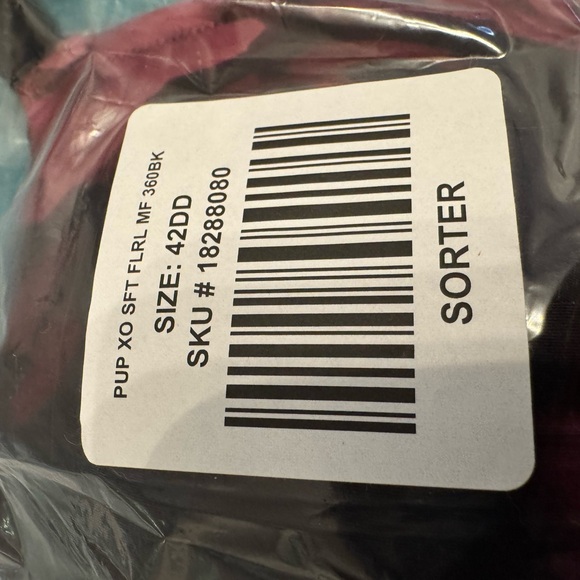 PUP XO SFT FLRL MF 360BK
SIZE: 42DD
SKU # 18288080
SORTER